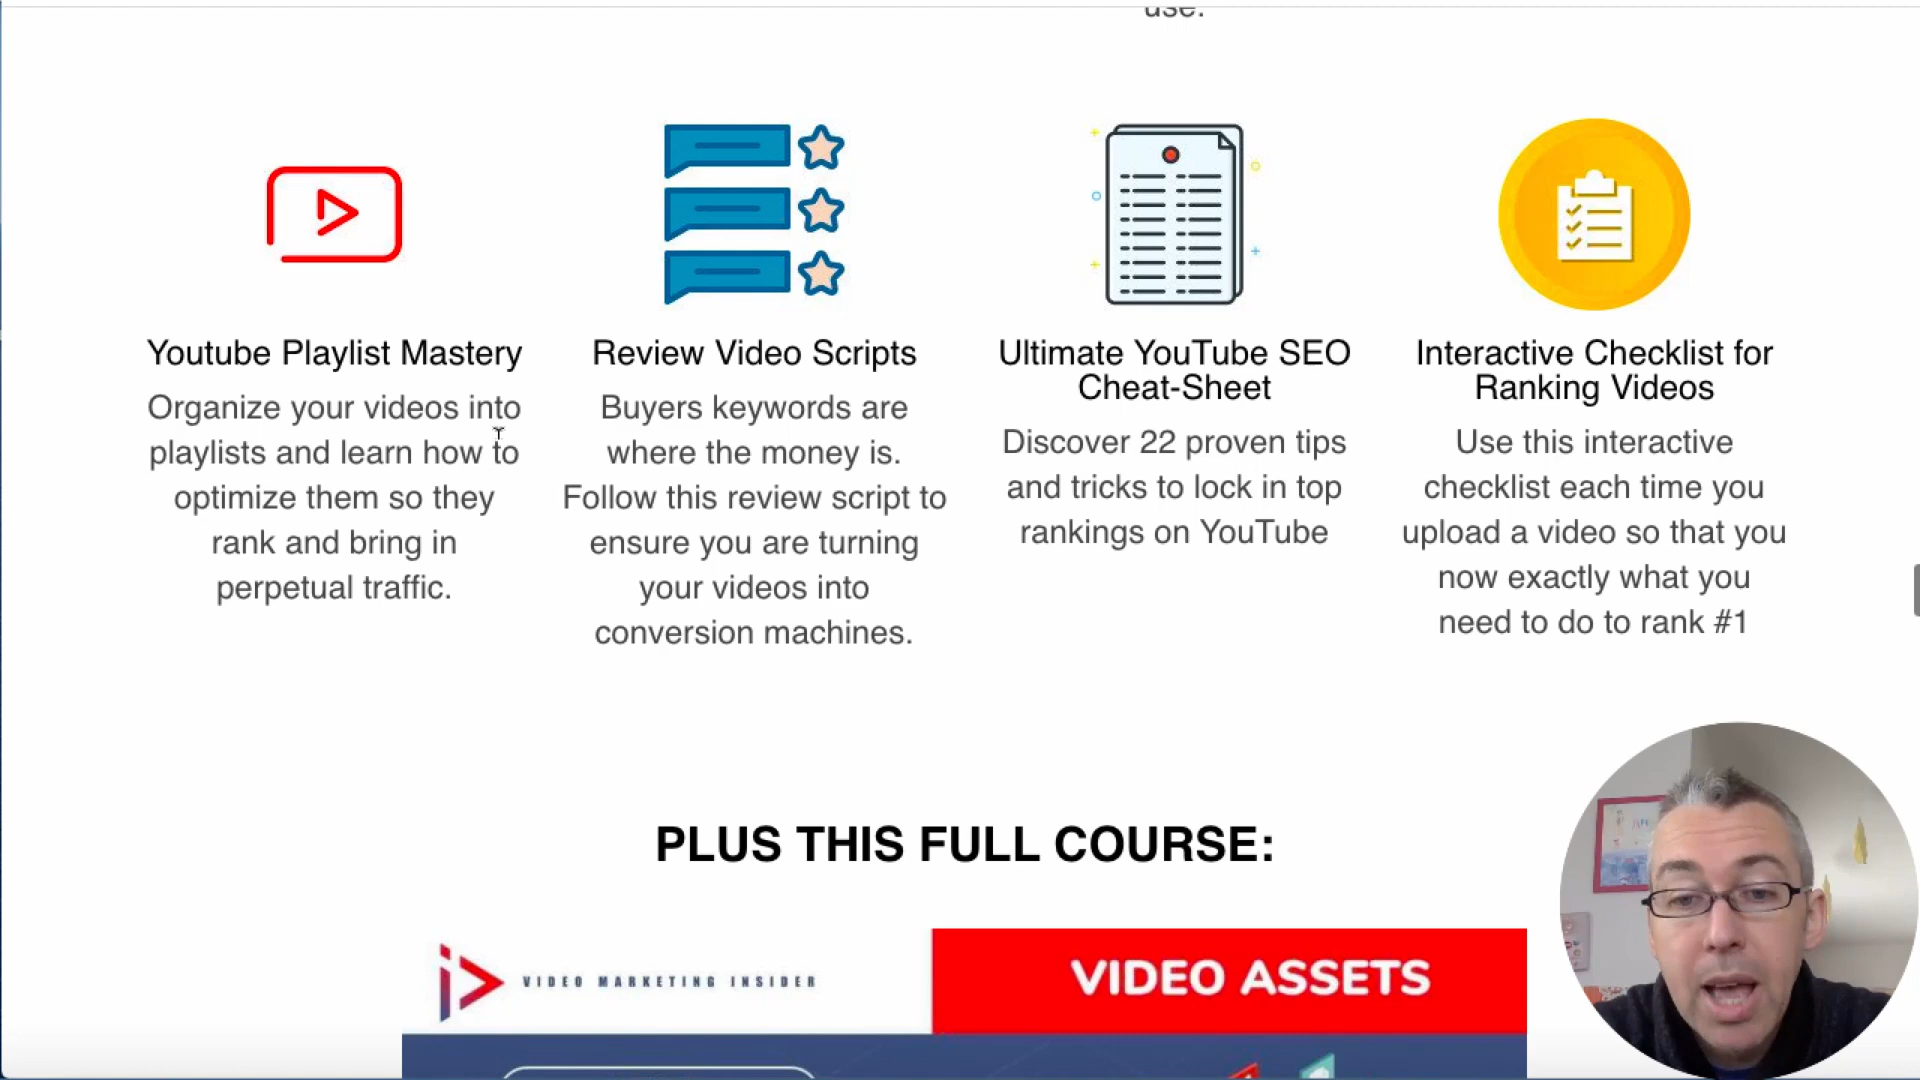 use.
Youtube Playlist Mastery
Organize your videos into
playlists and learn how to
optimize them so they
rank and bring in
perpetual traffic.
Review Video Scripts
Buyers keywords are
where the money is.
Follow this review script to
ensure you are turning
your videos into
conversion machines.
Ultimate YouTube SEO
Cheat-Sheet
Discover 22 proven tips
and tricks to lock in top
rankings on YouTube
Interactive Checklist for
Ranking Videos
Use this interactive
checklist each time you
upload a video so that you
now exactly what you
need to do to rank #1
PLUS THIS FULL COURSE:
VIDEO MARKETING INSIDER
VIDEO ASSETS